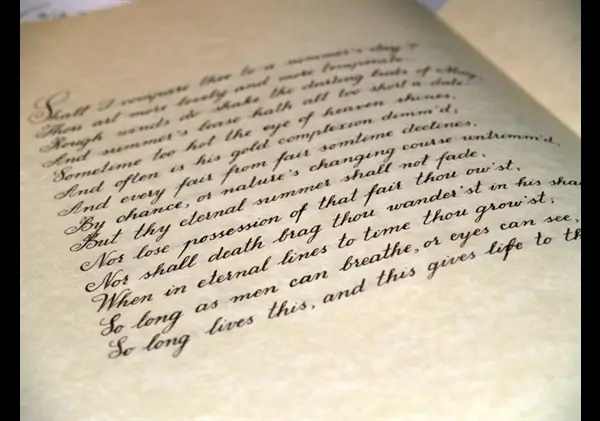 Shall I compare thee to a summer's day?
Thou art more lovely and more temperate.
Rough winds do shake the darling buds of May,
And summer's lease hath all too short a date.
Sometime too hot the eye of heaven shines,
And often is his gold complexion dimm'd,
And every fair from fair somtime declines,
By chance, or nature's changing course untrimm'd,
But thy eternal summer shall not fade,
Nor lose possession of that fair thou ow'st,
Nor shall death brag thou wander'st in his sha
When in eternal lines to time thou grow'st,
So long as men can breathe, or eyes can see,
So long lives this, and this gives life to th